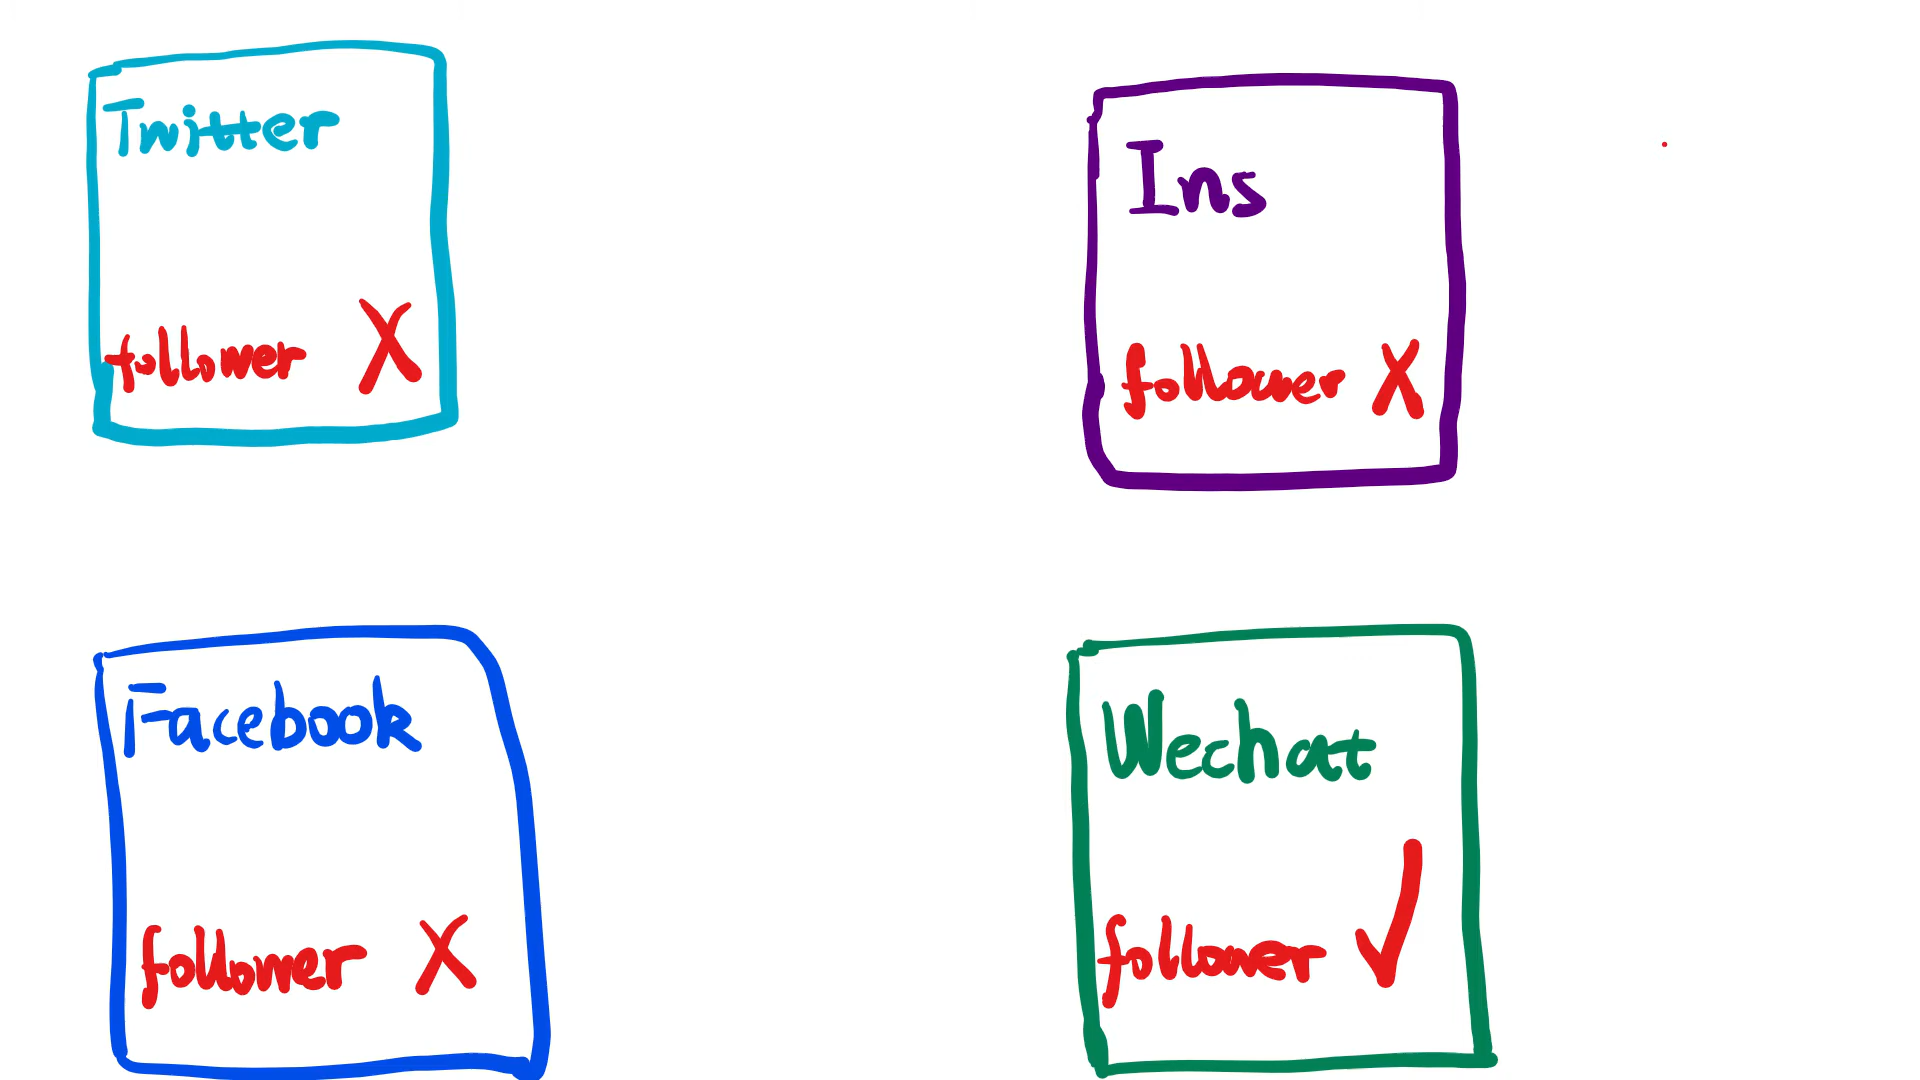 Twitter
follower X
Ins
follower X
Facebook
follower X
Wechat
follower ✓